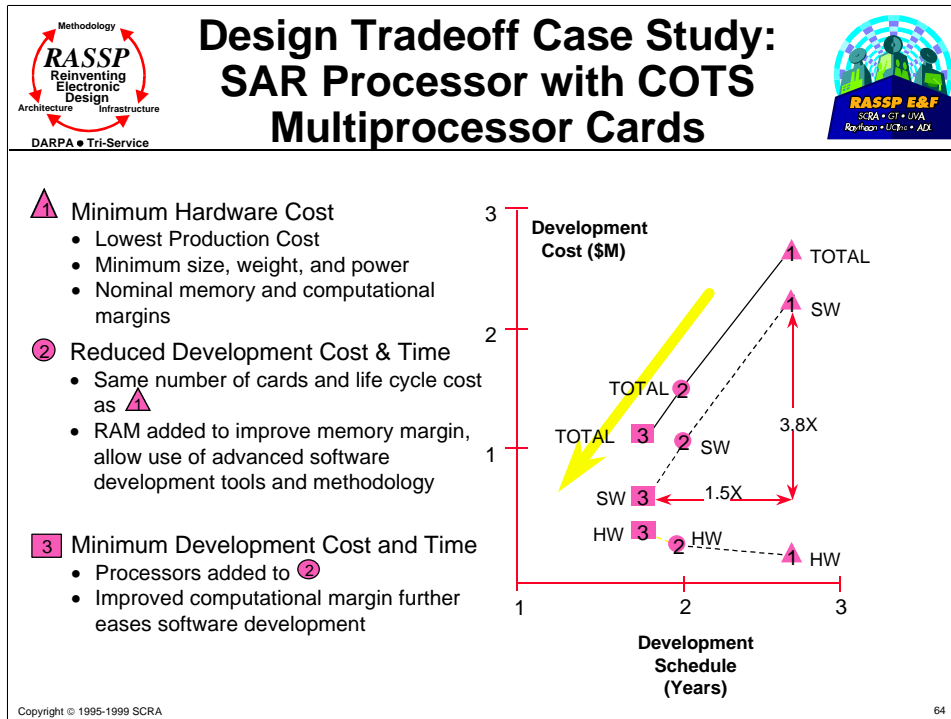 Methodology
RASSP
Reinventing
Electronic
Design
Architecture Infrastructure
DARPA ● Tri-Service
Design Tradeoff Case Study:
SAR Processor with COTS
Multiprocessor Cards
RASSP E&F
SCRA • GT • UVA
Raytheon • UCinc • ADL
1 Minimum Hardware Cost
• Lowest Production Cost
• Minimum size, weight, and power
• Nominal memory and computational
margins
2 Reduced Development Cost & Time
• Same number of cards and life cycle cost
as 1
• RAM added to improve memory margin,
allow use of advanced software
development tools and methodology
3 Minimum Development Cost and Time
• Processors added to 2
• Improved computational margin further
eases software development
3
Development
Cost ($M)
1 TOTAL
1 SW
2
TOTAL 2
3.8X
TOTAL 3
2 SW
1
SW 3
1.5X
HW 3
2 HW
1 HW
1 2 3
Development
Schedule
(Years)
Copyright © 1995-1999 SCRA
64